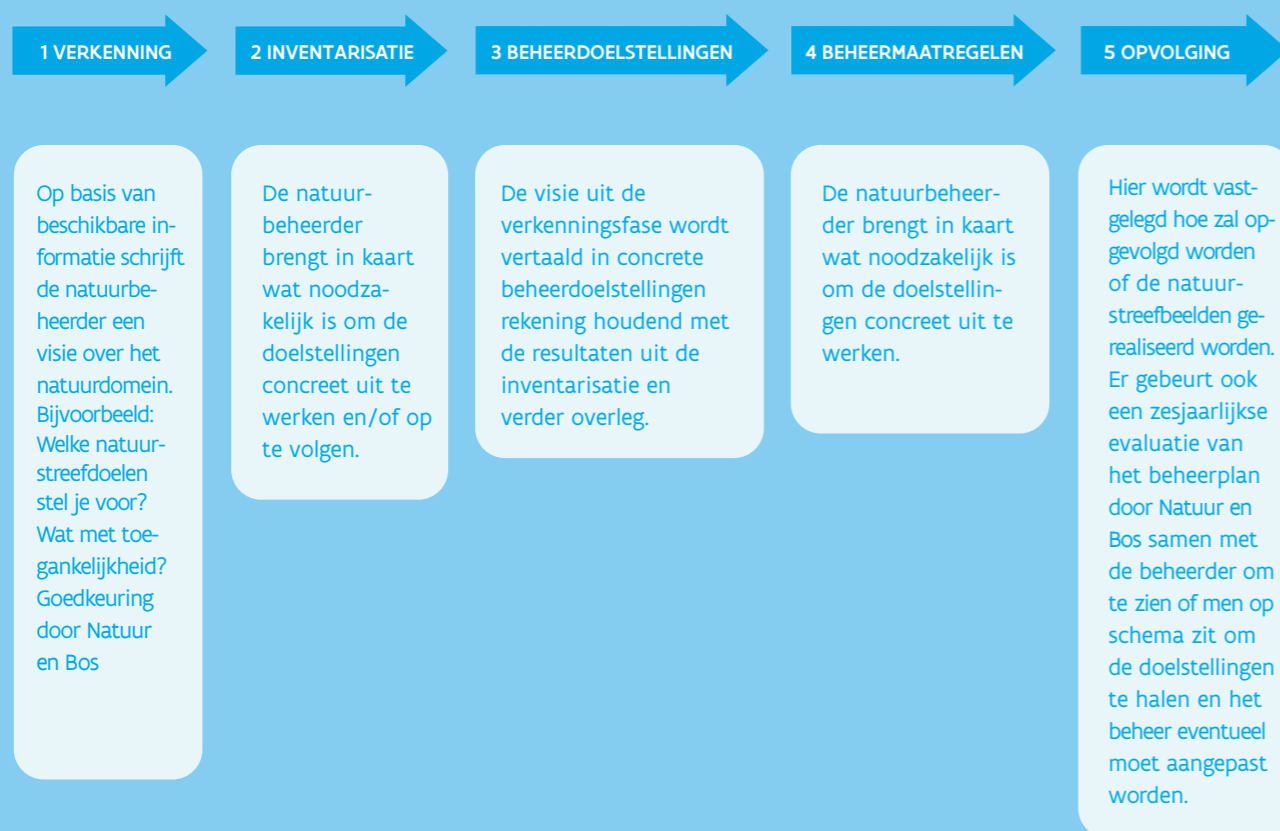 1 VERKENNING
2 INVENTARISATIE
3 BEHEERDOELSTELLINGEN
4 BEHEERMAATREGELEN
5 OPVOLGING
Op basis van
beschikbare in-
formatie schrijft
de natuurbe-
heerder een
visie over het
natuurdomein.
Bijvoorbeeld:
Welke natuur-
streefdoelen
stel je voor?
Wat met toe-
gankelijkheid?
Goedkeuring
door Natuur
en Bos
De natuur-
beheerder
brengt in kaart
wat noodza-
kelijk is om de
doelstellingen
concreet uit te
werken en/of op
te volgen.
De visie uit de
verkenningsfase wordt
vertaald in concrete
beheerdoelstellingen
rekening houdend met
de resultaten uit de
inventarisatie en
verder overleg.
De natuurbeheer-
der brengt in kaart
wat noodzakelijk is
om de doelstellin-
gen concreet uit te
werken.
Hier wordt vast-
gelegd hoe zal op-
gevolgd worden
of de natuur-
streefbeelden ge-
realiseerd worden.
Er gebeurt ook
een zesjaarlijkse
evaluatie van
het beheerplan
door Natuur en
Bos samen met
de beheerder om
te zien of men op
schema zit om
de doelstellingen
te halen en het
beheer eventueel
moet aangepast
worden.